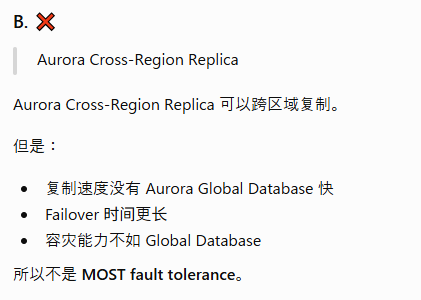 B. ❌
Aurora Cross-Region Replica
Aurora Cross-Region Replica 可以跨区域复制。
但是：
• 复制速度没有 Aurora Global Database 快
• Failover 时间更长
• 容灾能力不如 Global Database
所以不是 MOST fault tolerance。